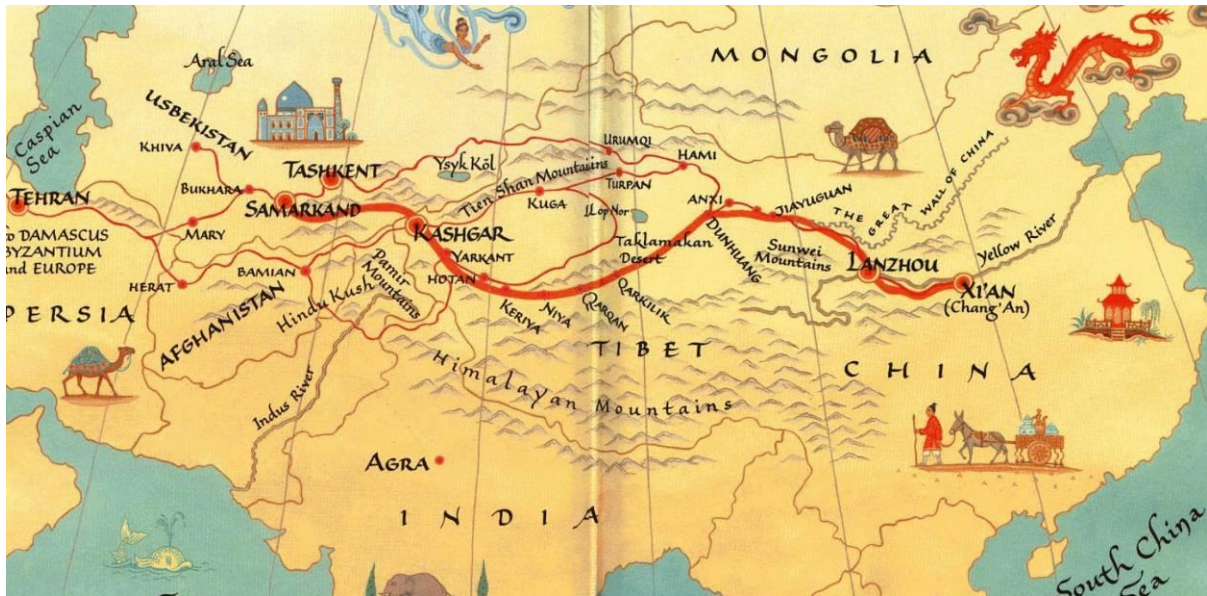 MONGOLIA
Aral Sea
Caspian
Sea
USBEKISTAN
KHIVA
TASHKENT
Ysyk Köl
URUMQI
HAMI
Tien Shan Mountains
TURPAN
BUKHARA
TEHRAN
SAMARKAND
KUGA
Lop Nor
ANXI
JIAYUGUAN
THE GREAT WALL OF CHINA
MARY
KASHGAR
DUNHUANG
to DAMASCUS
BYZANTIUM
and EUROPE
YARKANT
Taklamakan
Desert
Sunwei
Mountains
LANZHOU
Yellow River
BAMIAN
Pamir
Mountains
HOTAN
HERAT
Hindu Kush
KERIYA
NIYA
QARQAN
QARKILIK
XI'AN
(Chang'An)
PERSIA
AFGHANISTAN
TIBET
CHINA
Himalayan Mountains
Indus River
AGRA
INDIA
South China
Sea